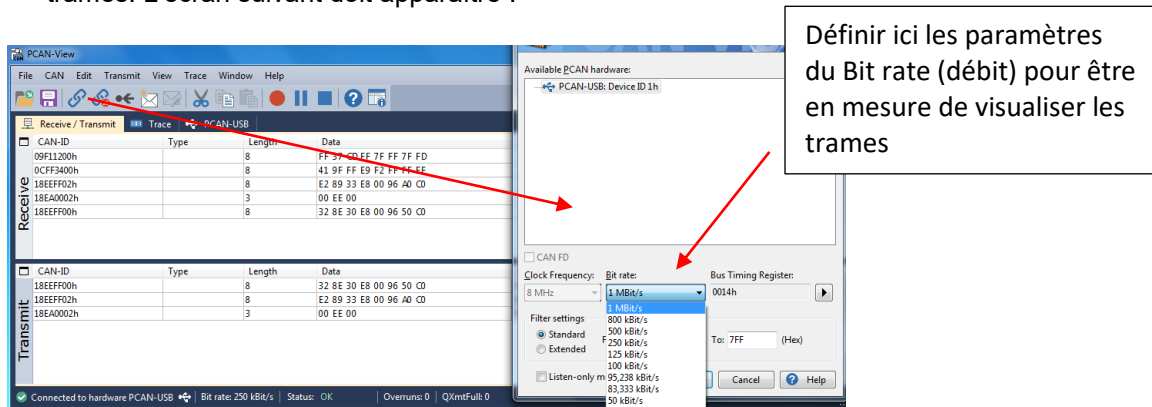 trames. L'écran suivant doit apparaître :
Définir ici les paramètres
du Bit rate (débit) pour être
en mesure de visualiser les
trames
PCAN-View
File CAN Edit Transmit View Trace Window Help
Receive / Transmit Trace PCAN-USB
Receive
CAN-ID Type Length Data
09F11200h 8 FF 37 CD FF 7F FF 7F FD
0CFF3400h 8 41 9F FF E9 F2 FF FF FF
18EEFF02h 8 E2 89 33 E8 00 96 A0 C0
18EA0002h 3 00 EE 00
18EEFF00h 8 32 8E 30 E8 00 96 50 C0
Transmit
CAN-ID Type Length Data
18EEFF00h 8 32 8E 30 E8 00 96 50 C0
18EEFF02h 8 E2 89 33 E8 00 96 A0 C0
18EA0002h 3 00 EE 00
Connected to hardware PCAN-USB Bit rate: 250 kBit/s Status: OK Overruns: 0 QXmtFull: 0
Available PCAN hardware:
PCAN-USB: Device ID 1h
CAN FD
Clock Frequency: Bit rate: Bus Timing Register:
8 MHz 1 MBit/s 0014h
1 MBit/s
800 kBit/s
500 kBit/s
250 kBit/s
125 kBit/s
100 kBit/s
95,238 kBit/s
83,333 kBit/s
50 kBit/s
Filter settings
Standard
Extended
To: 7FF (Hex)
Listen-only m
Cancel Help